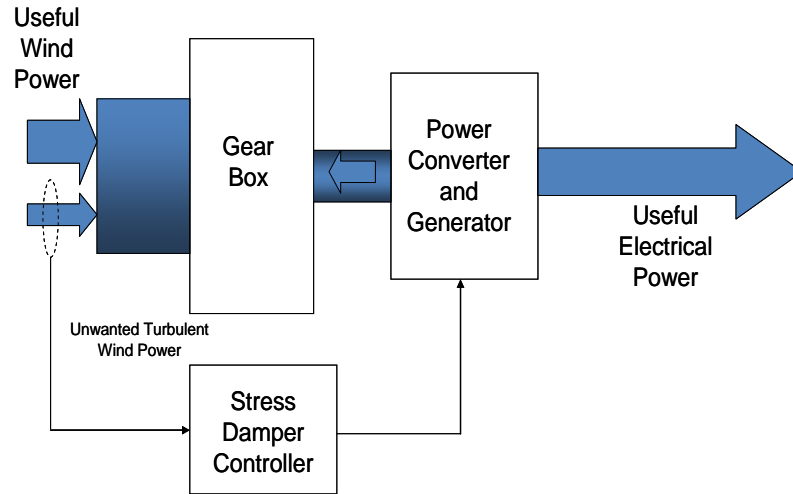 Useful
Wind
Power
Gear
Box
Power
Converter
and
Generator
Useful
Electrical
Power
Unwanted Turbulent
Wind Power
Stress
Damper
Controller